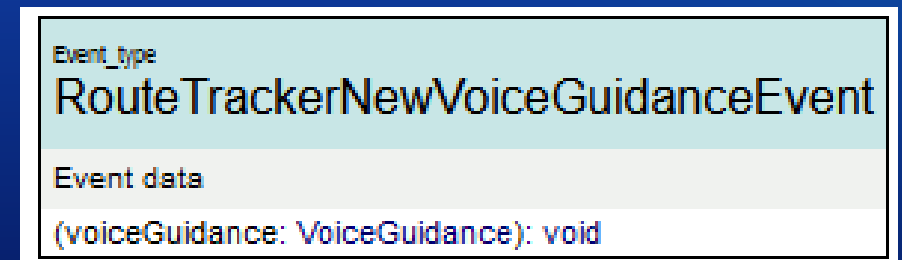 Event_type
RouteTrackerNewVoiceGuidanceEvent
Event data
(voiceGuidance: VoiceGuidance): void